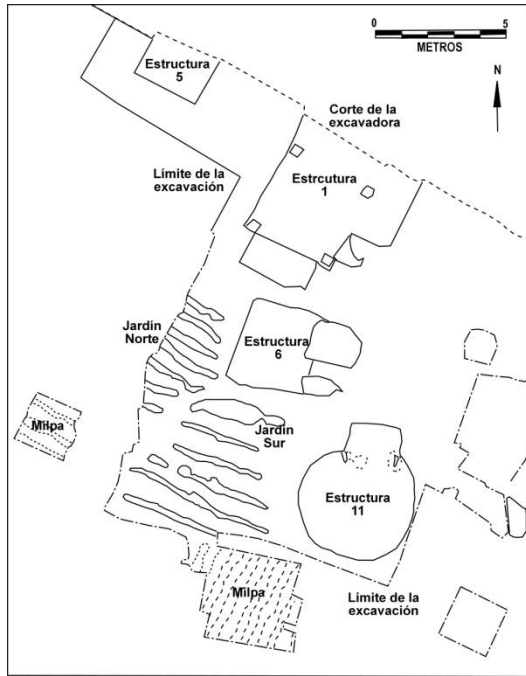 0
5
METROS
N
Estructura
5
Corte de la
excavadora
Límite de la
excavación
Estrcutura
1
Jardín
Norte
Estructura
6
Milpa
Jardín
Sur
Estructura
11
Milpa
Límite de la
excavación